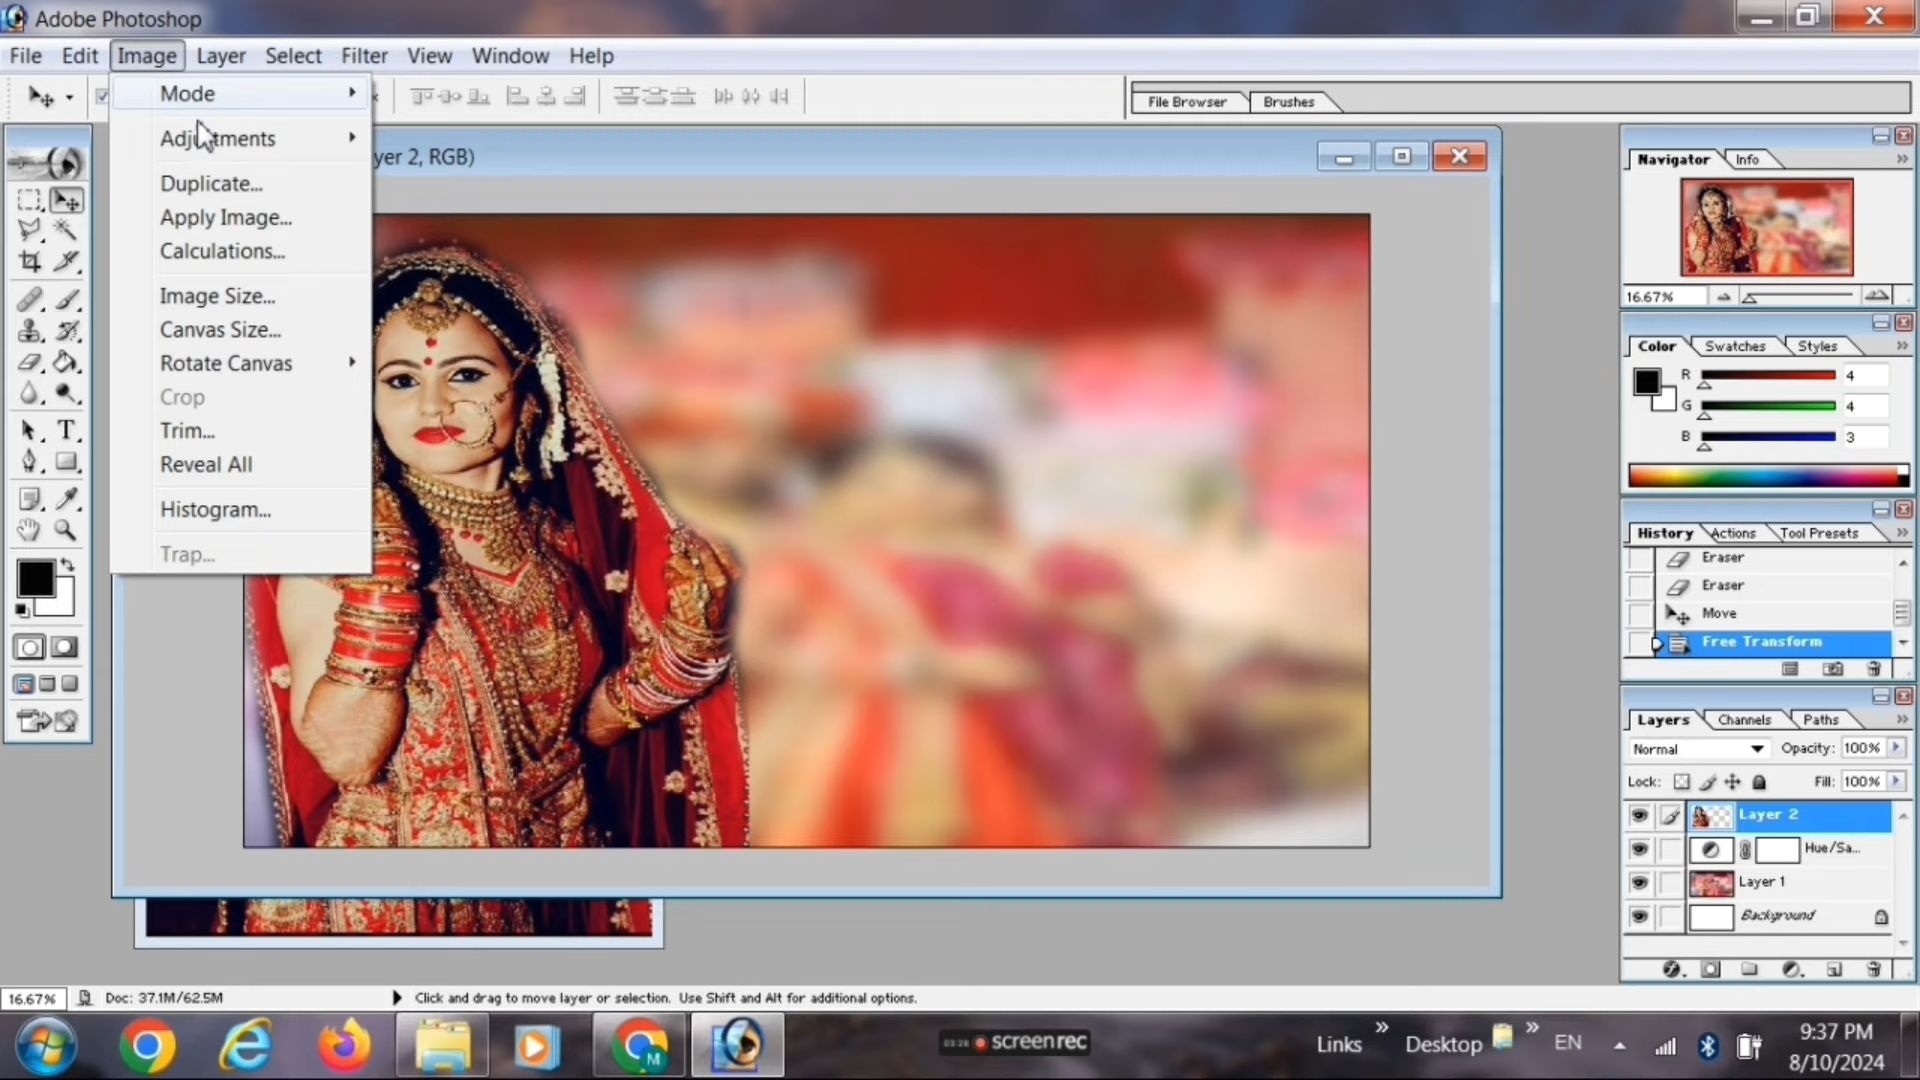 Adobe Photoshop
File Edit Image Layer Select Filter View Window Help
File Browser Brushes
Mode
Adjustments
Duplicate...
Apply Image...
Calculations...
Image Size...
Canvas Size...
Rotate Canvas
Crop
Trim...
Reveal All
Histogram...
Trap...
yer 2, RGB)
Navigator Info
16.67%
Color Swatches Styles
R 4
G 4
B 3
History Actions Tool Presets
Eraser
Eraser
Move
Free Transform
Layers Channels Paths
Normal Opacity: 100%
Lock: Fill: 100%
Layer 2
Hue/Sa...
Layer 1
Background
16.67% Doc: 37.1M/62.5M Click and drag to move layer or selection. Use Shift and Alt for additional options.
03:28 screenrec
Links Desktop EN
9:37 PM
8/10/2024